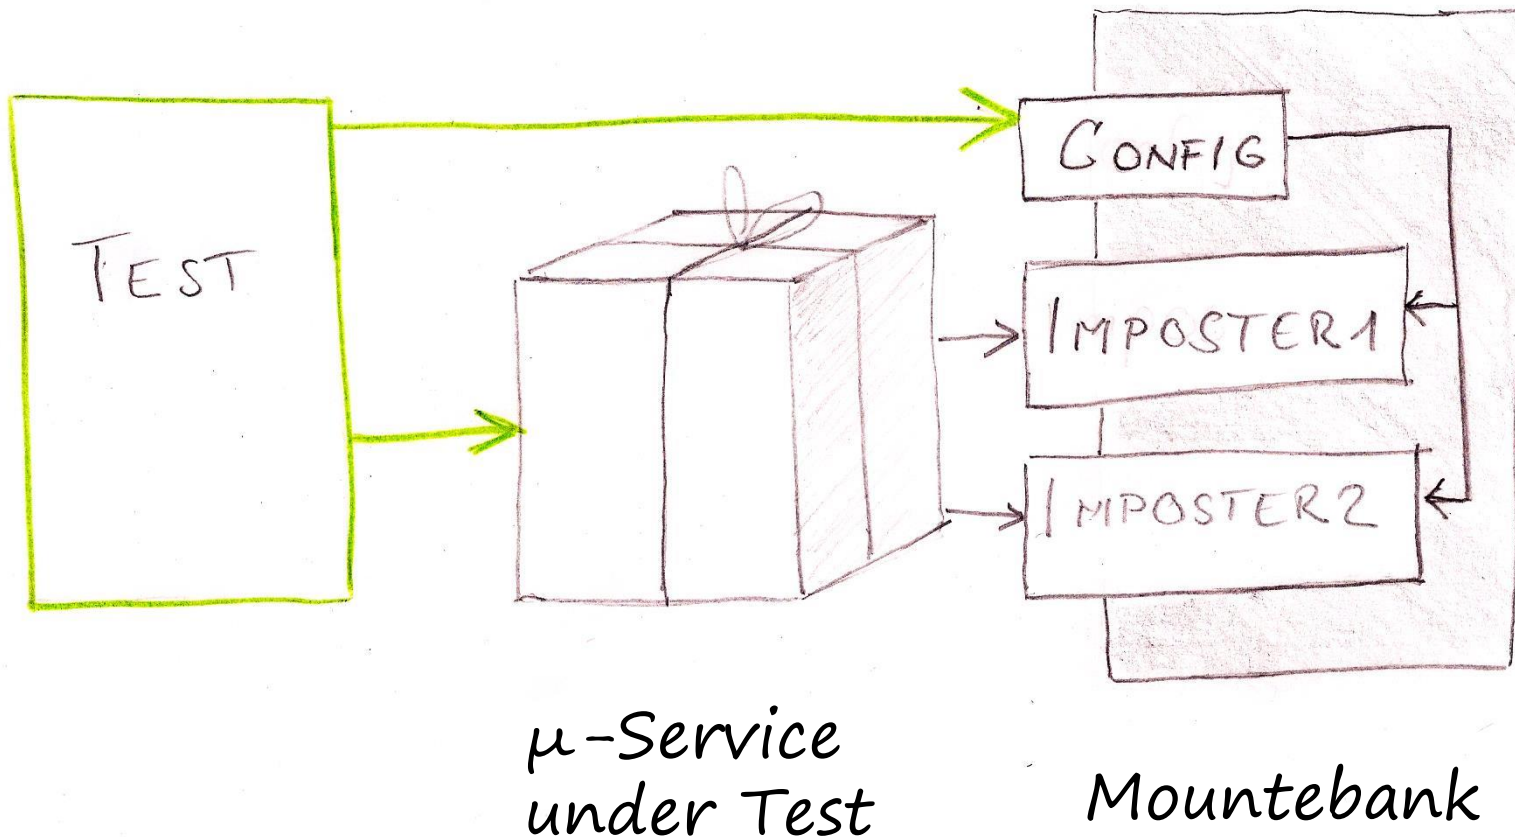 TEST
CONFIG
IMPOSTER1
IMPOSTER2
μ-Service
under Test
Mountebank